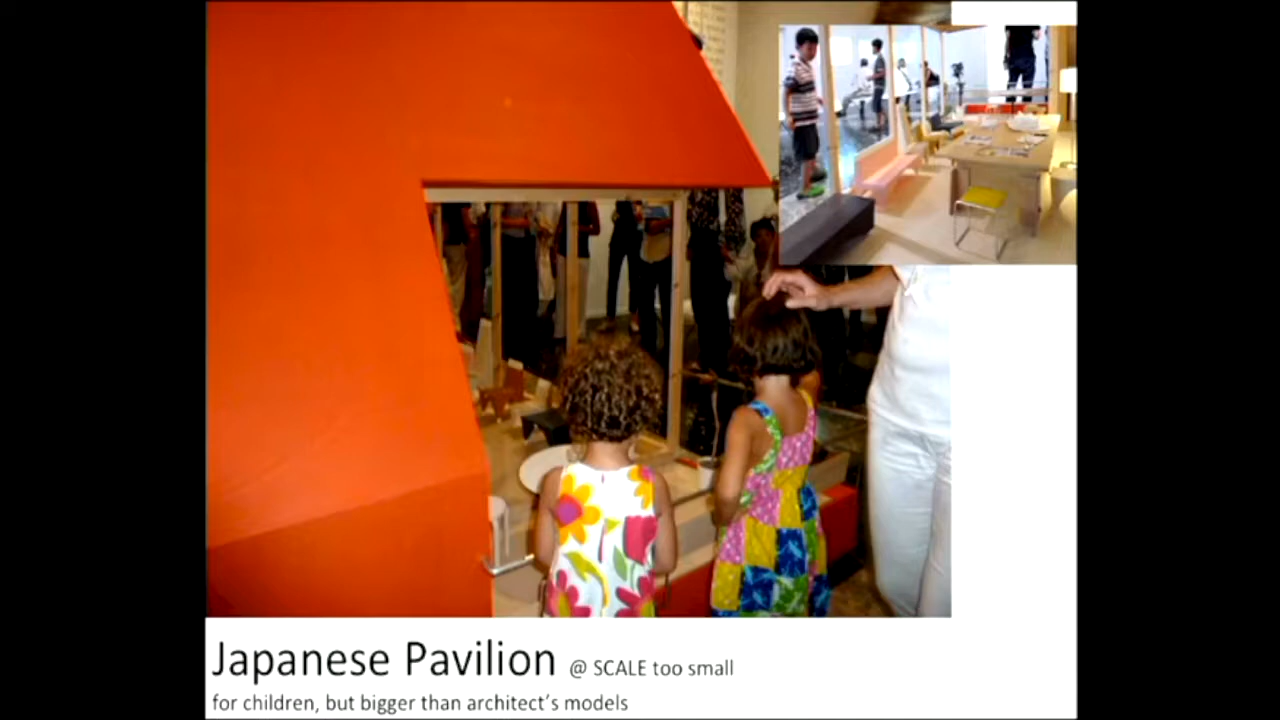 Japanese Pavilion @ SCALE too small
for children, but bigger than architect's models